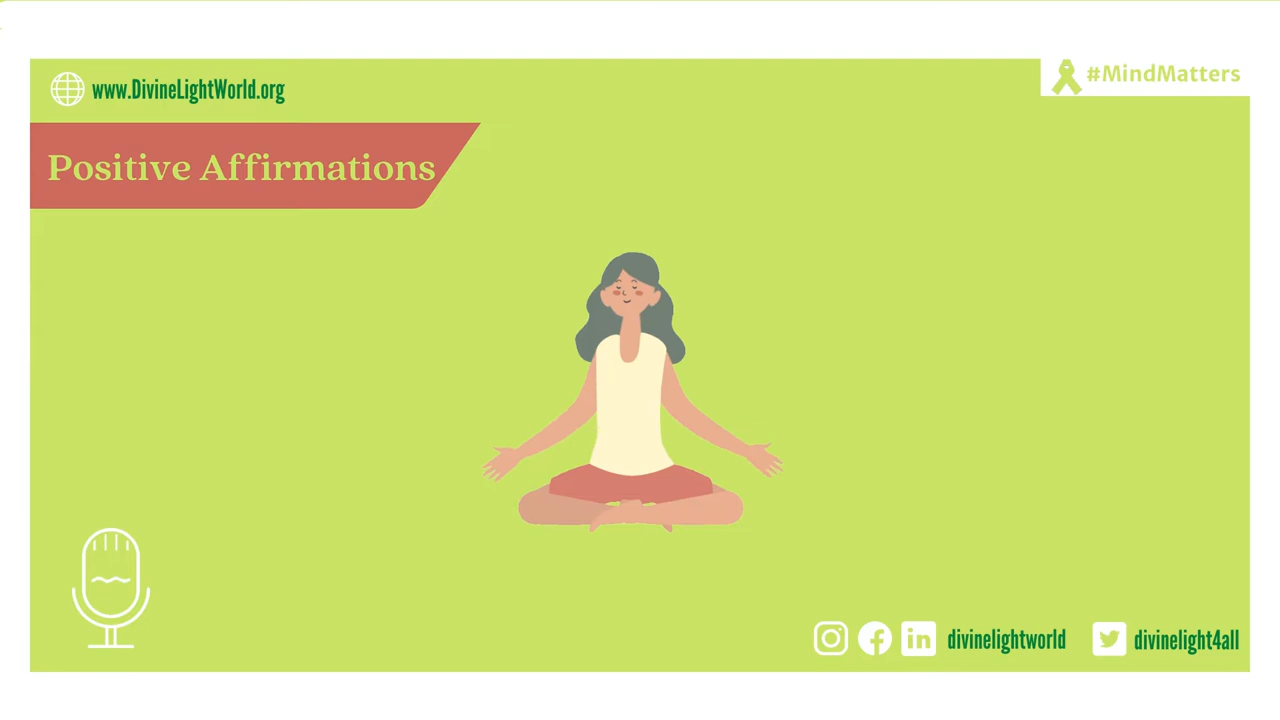 www.DivineLightWorld.org
#MindMatters
Positive Affirmations
divinelightworld
divinelight4all